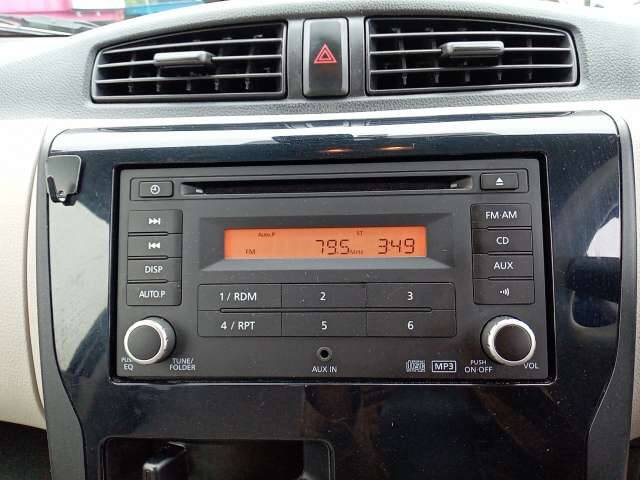 Auto.P ST
FM 79.5 MHz 3:49
FM·AM
CD
DISP
AUX
AUTO.P
1 / RDM 2 3
4 / RPT 5 6
PUSH
EQ
TUNE/
FOLDER
AUX IN
MP3
PUSH
ON·OFF
VOL